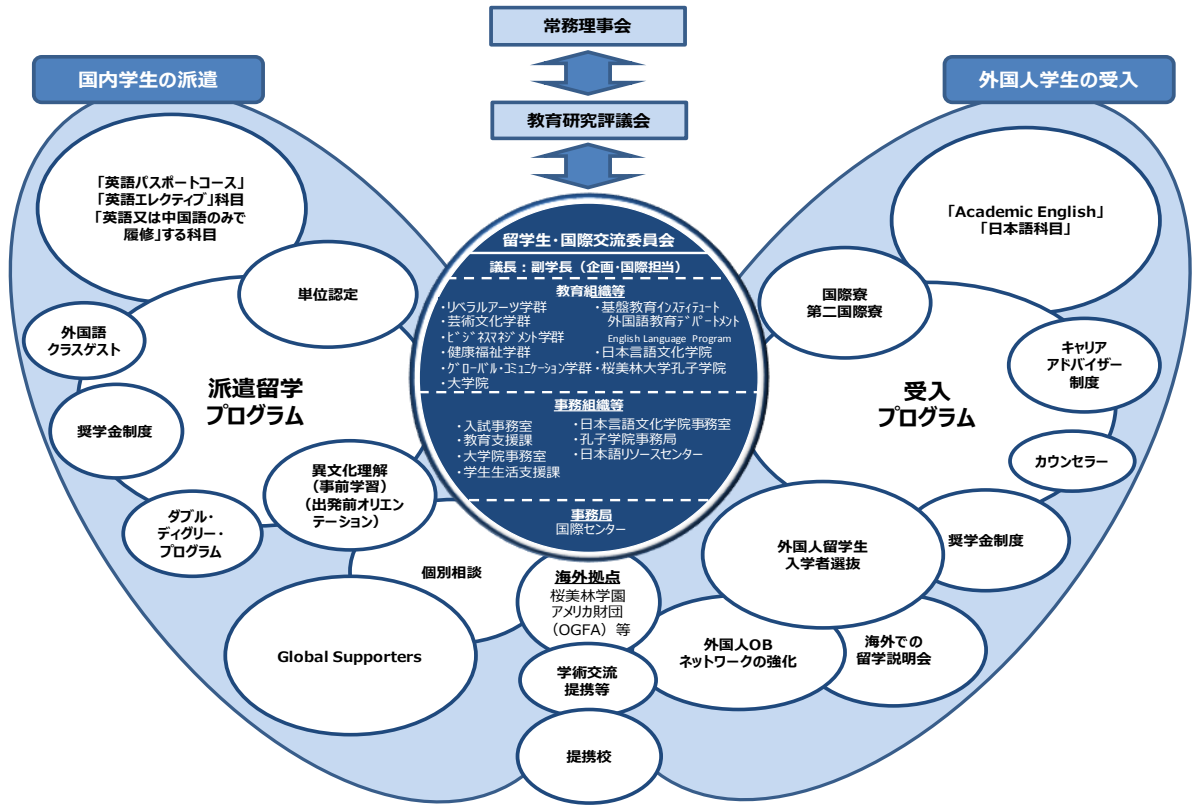 常務理事会
教育研究評議会
国内学生の派遣
外国人学生の受入
「英語パスポートコース」
「英語エレクティブ」科目
「英語又は中国語のみで
履修」する科目
単位認定
外国語
クラスゲスト
派遣留学
プログラム
奨学金制度
異文化理解
（事前学習）
（出発前オリエン
テーション）
ダブル・
ディグリー・
プログラム
個別相談
Global Supporters
留学生・国際交流委員会
議長：副学長（企画・国際担当）
教育組織等
・リベラルアーツ学群
・芸術文化学群
・ビジネスマネジメント学群
・健康福祉学群
・グローバル・コミュニケーション学群
・大学院
・基盤教育インスティテュート
外国語教育デパートメント
English Language Program
・日本言語文化学院
・桜美林大学孔子学院
事務組織等
・入試事務室
・教育支援課
・大学院事務室
・学生生活支援課
・日本言語文化学院事務室
・孔子学院事務局
・日本語リソースセンター
事務局
国際センター
海外拠点
桜美林学園
アメリカ財団
（OGFA）等
学術交流
提携等
提携校
「Academic English」
「日本語科目」
国際寮
第二国際寮
キャリア
アドバイザー
制度
受入
プログラム
カウンセラー
奨学金制度
外国人留学生
入学者選抜
外国人OB
ネットワークの強化
海外での
留学説明会